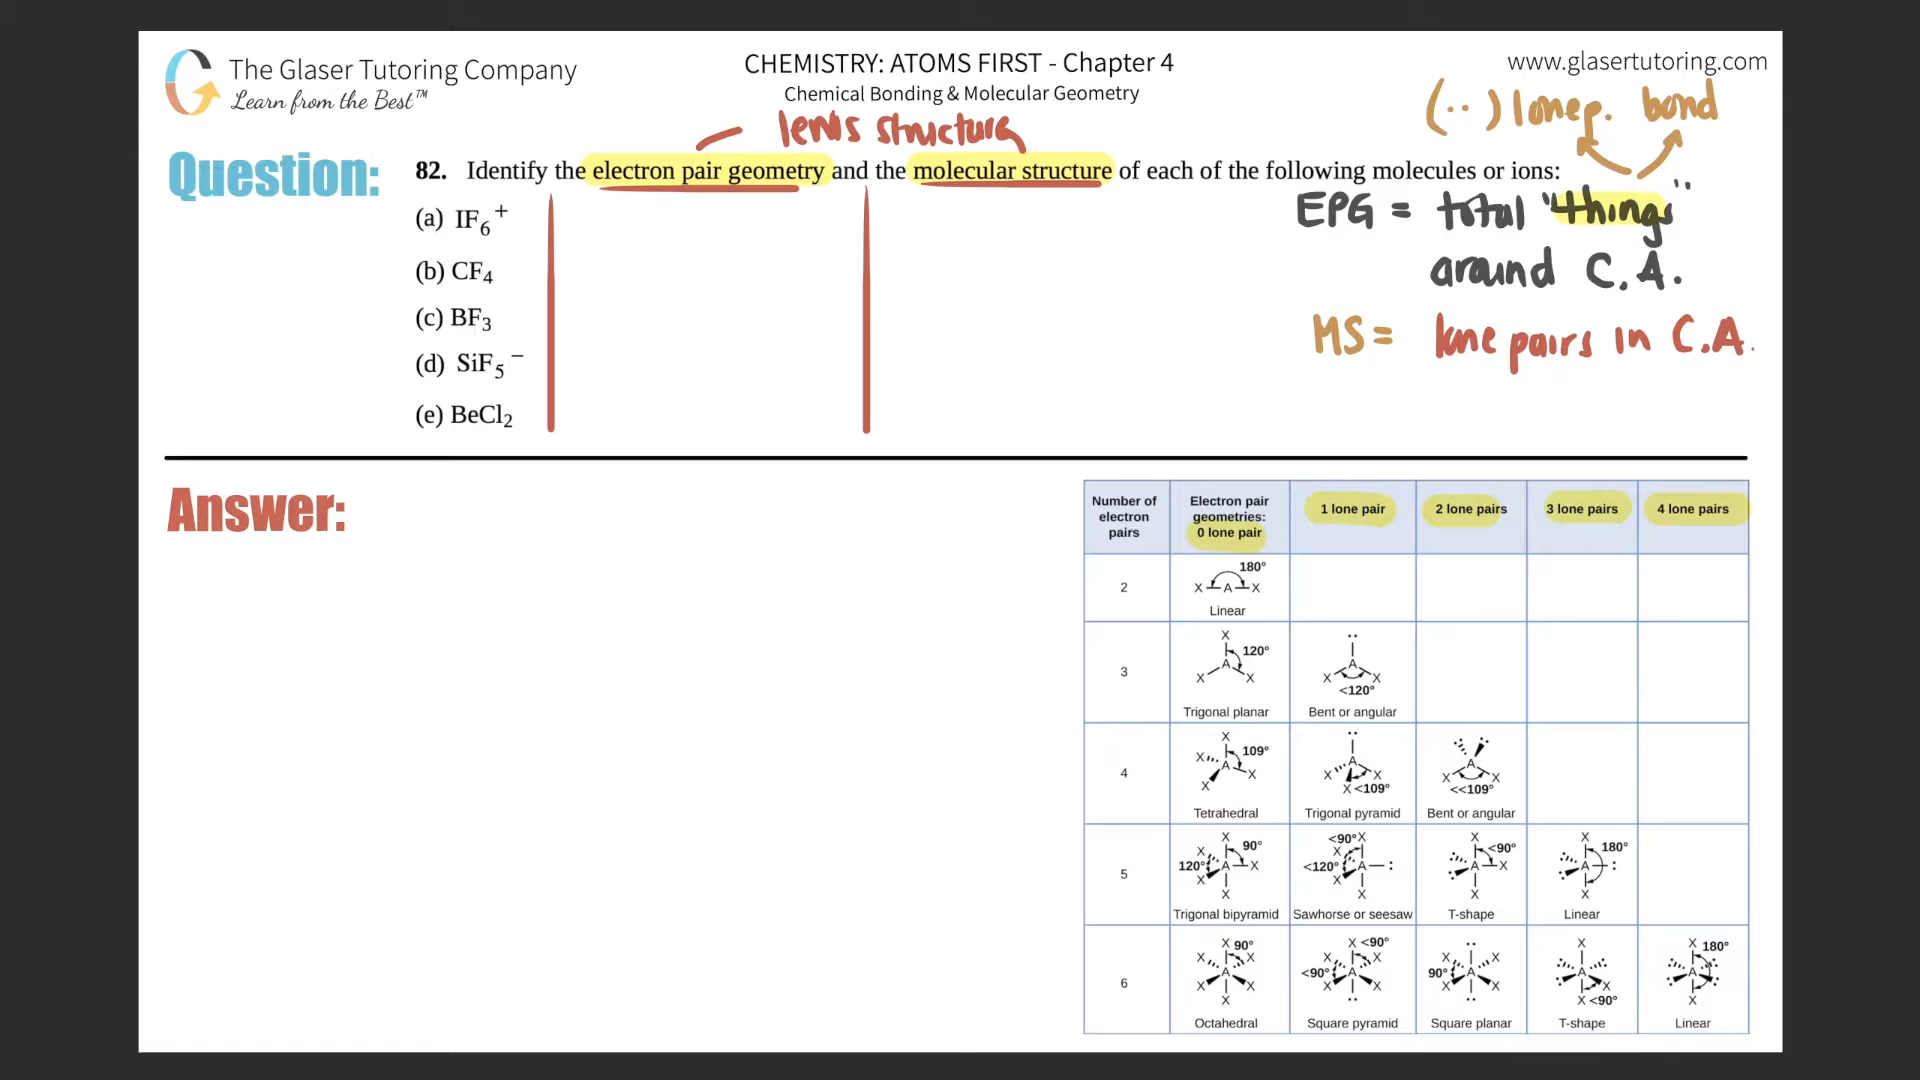 The Glaser Tutoring Company
Learn from the Best™
CHEMISTRY: ATOMS FIRST - Chapter 4
Chemical Bonding & Molecular Geometry
www.glasertutoring.com
(··) lone p. bond
lewis structure
Question:
82. Identify the electron pair geometry and the molecular structure of each of the following molecules or ions:
(a) IF₆⁺
(b) CF₄
(c) BF₃
(d) SiF₅⁻
(e) BeCl₂
EPG = total "things"
around C.A.
MS = lone pairs in C.A.
Answer:
Number of electron pairs
Electron pair geometries: 0 lone pair
1 lone pair
2 lone pairs
3 lone pairs
4 lone pairs
2
180°
X A X
Linear
3
X
120°
A
X X
Trigonal planar
··
A
X X
<120°
Bent or angular
4
X
X 109°
A
X
X
Tetrahedral
··
A
X X
X <109°
Trigonal pyramid
A
X X
<<109°
Bent or angular
5
X
X 90°
120° A X
X
X
Trigonal bipyramid
<90° X
X
<120° A :
X
X
Sawhorse or seesaw
X
<90°
A X
X
T-shape
X
180°
A :
X
Linear
6
X 90°
X X
A
X X
X
Octahedral
X <90°
X X
<90° A
X X
··
Square pyramid
··
X X
90° A
X X
··
Square planar
X
A
X
X <90°
T-shape
X 180°
A
X
Linear